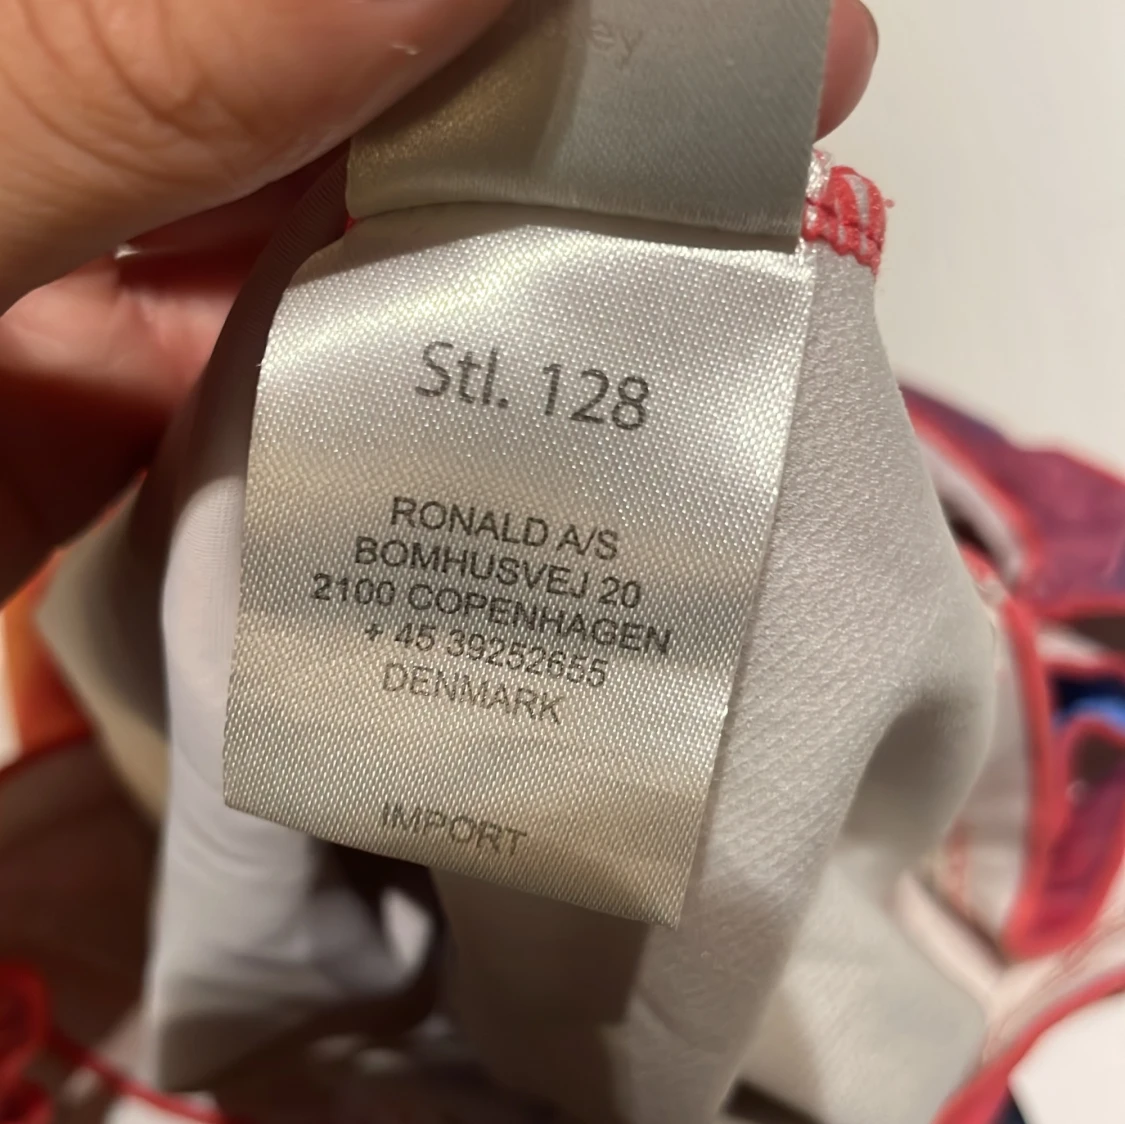 Stl. 128
RONALD A/S
BOMHUSVEJ 20
2100 COPENHAGEN
+ 45 39252655
DENMARK
IMPORT